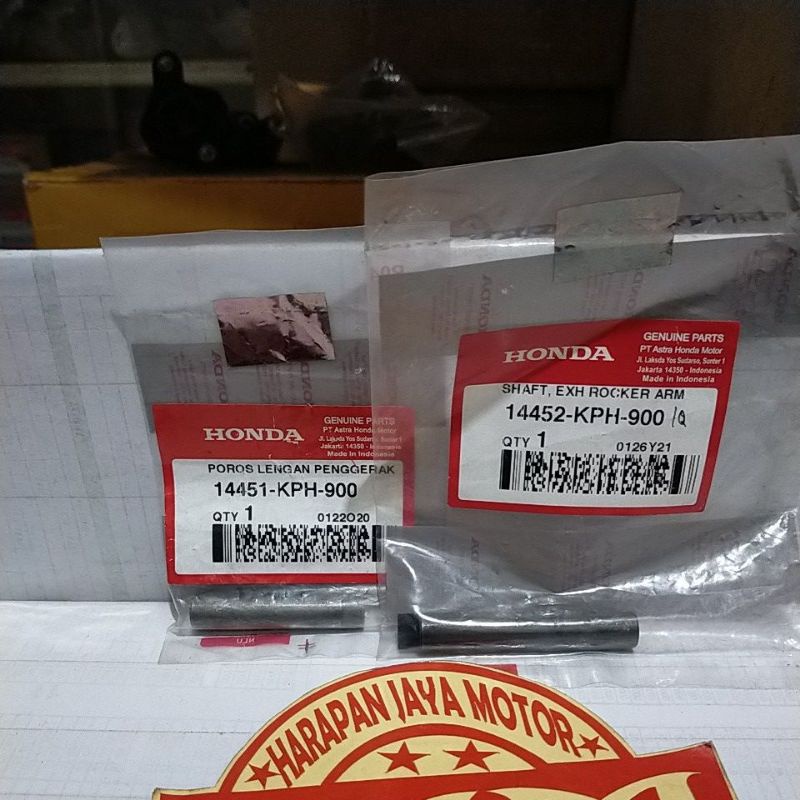 HONDA
GENUINE PARTS
PT Astra Honda Motor
Jl. Laksda Yos Sudarso, Sunter 1
Jakarta 14350 - Indonesia
Made in Indonesia
POROS LENGAN PENGGERAK
14451-KPH-900
QTY 1
0122O20
HONDA
GENUINE PARTS
PT Astra Honda Motor
Jl. Laksda Yos Sudarso, Sunter 1
Jakarta 14350 - Indonesia
Made in Indonesia
SHAFT, EXH ROCKER ARM
14452-KPH-900
QTY 1
0126Y21
HARAPAN JAYA MOTOR